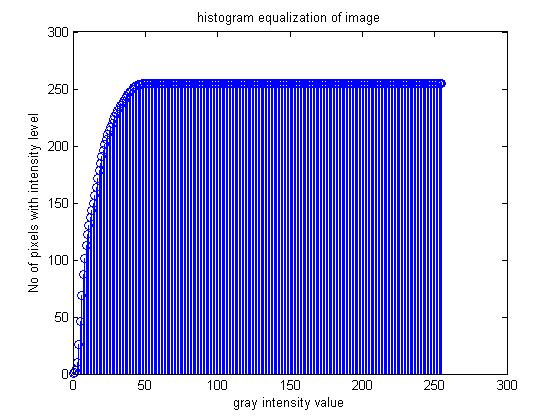 histogram equalization of image
No of pixels with intensity level
300
250
200
150
100
50
0
0 50 100 150 200 250 300
gray intensity value